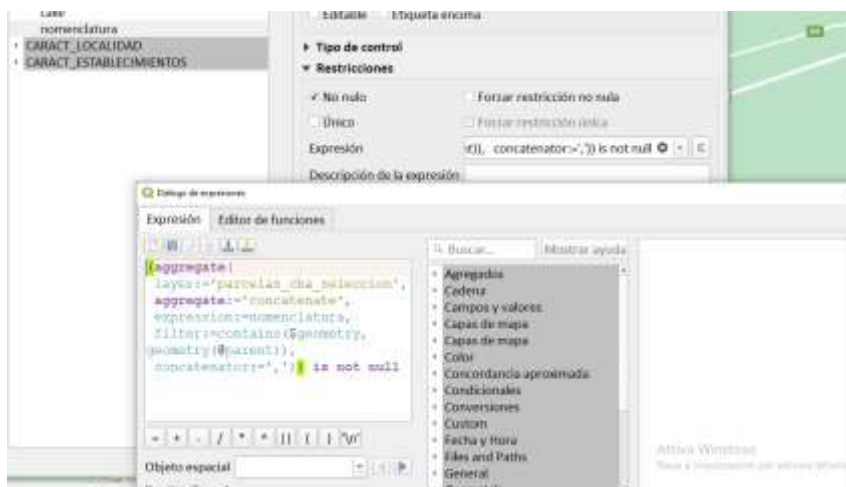 Calle
nomenclatura
CARACT_LOCALIDAD
CARACT_ESTABLECIMIENTOS
Editable Etiqueta encima
Tipo de control
Restricciones
No nulo Forzar restricción no nula
Único Forzar restricción única
Expresión t)), concatenator:=',')) is not null
Descripción de la expresión
Diálogo de expresiones
Expresión Editor de funciones
Buscar... Mostrar ayuda
(aggregate(
layer:='parcelas_cha_seleccion',
aggregate:='concatenate',
expression:=nomenclatura,
filter:=contains($geometry,
geometry(@parent)),
concatenator:=',')) is not null
Agregados
Cadena
Campos y valores
Capas de mapa
Capas de mapa
Color
Concordancia aproximada
Condicionales
Conversiones
Custom
Fecha y Hora
Files and Paths
General
= + - / * ^ || ( ) '\n'
Objeto espacial
Activa Windows